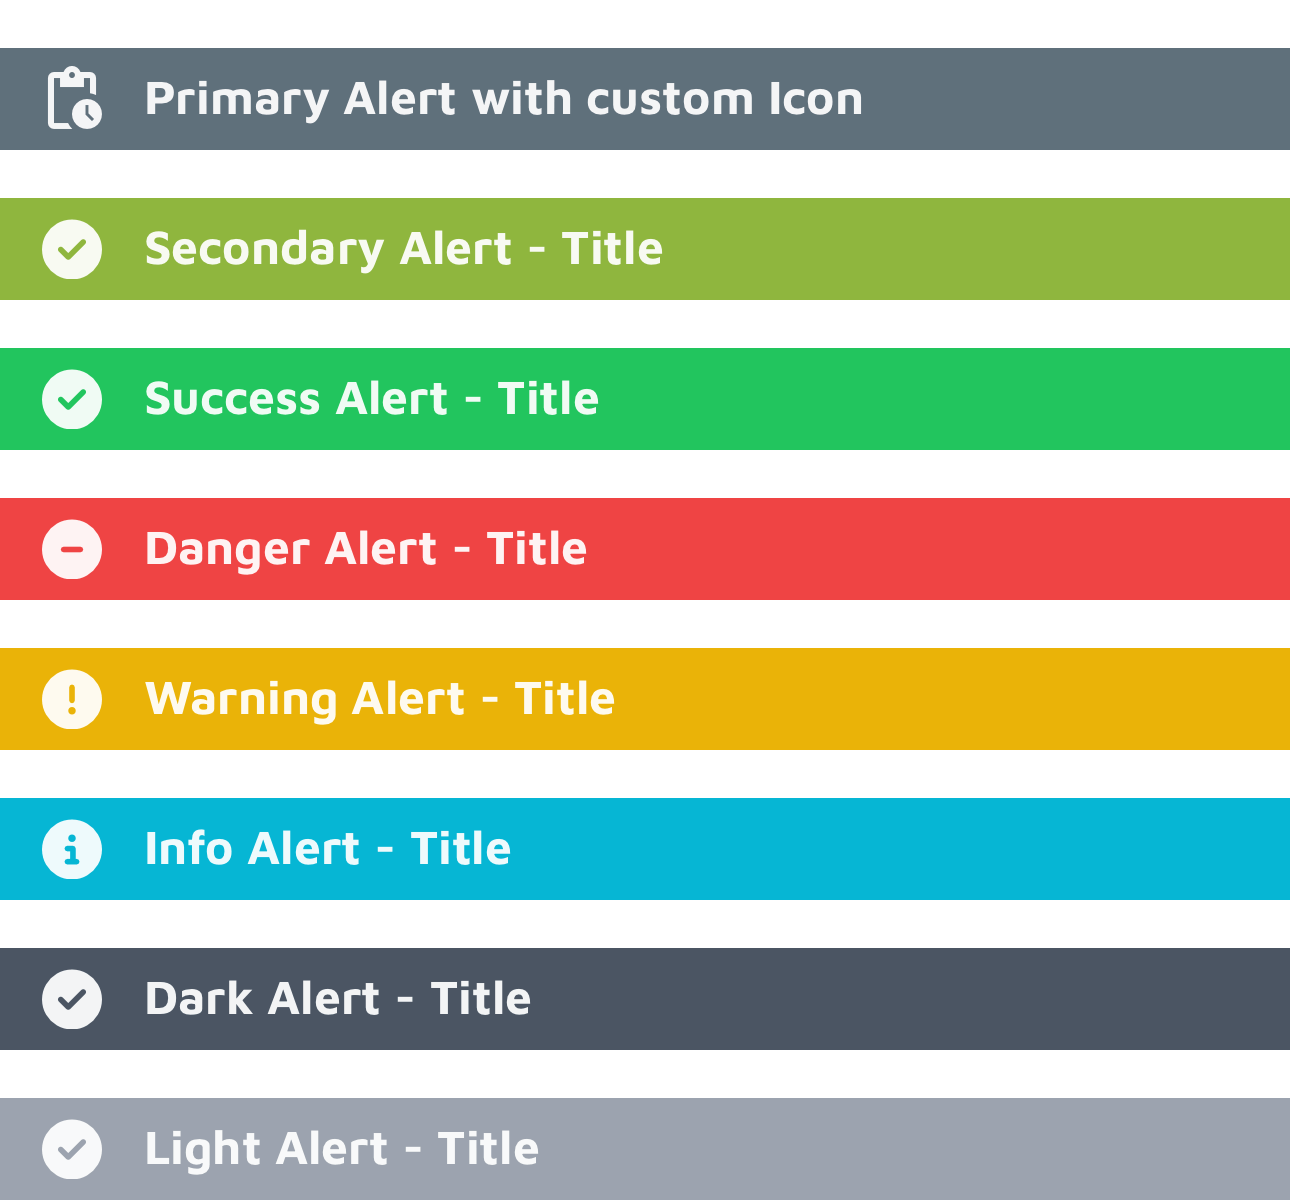 Primary Alert with custom Icon
Secondary Alert - Title
Success Alert - Title
Danger Alert - Title
Warning Alert - Title
Info Alert - Title
Dark Alert - Title
Light Alert - Title